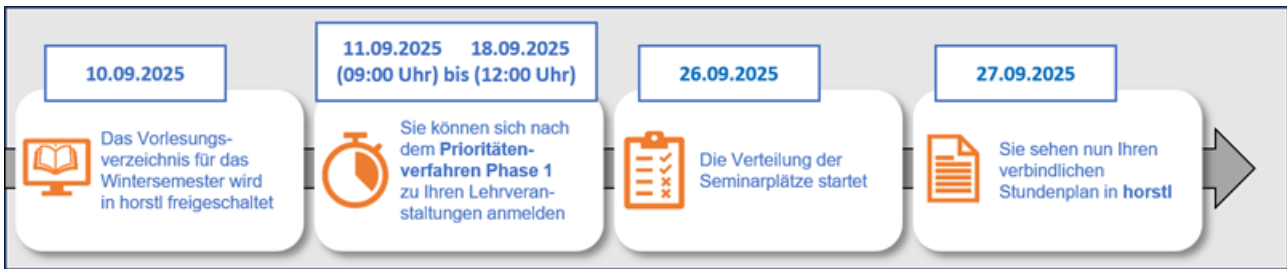 10.09.2025
Das Vorlesungs-
verzeichnis für das
Wintersemester wird
in horstl freigeschaltet
11.09.2025 18.09.2025
(09:00 Uhr) bis (12:00 Uhr)
Sie können sich nach
dem Prioritäten-
verfahren Phase 1
zu Ihren Lehrveran-
staltungen anmelden
26.09.2025
Die Verteilung der
Seminarplätze startet
27.09.2025
Sie sehen nun Ihren
verbindlichen
Stundenplan in horstl